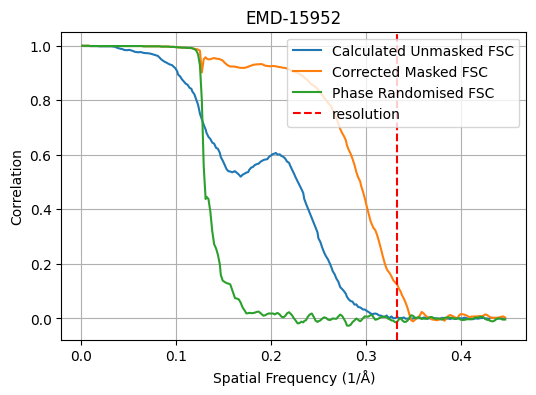 EMD-15952
Calculated Unmasked FSC
Corrected Masked FSC
Phase Randomised FSC
resolution
Correlation
1.0
0.8
0.6
0.4
0.2
0.0
0.0 0.1 0.2 0.3 0.4
Spatial Frequency (1/Å)